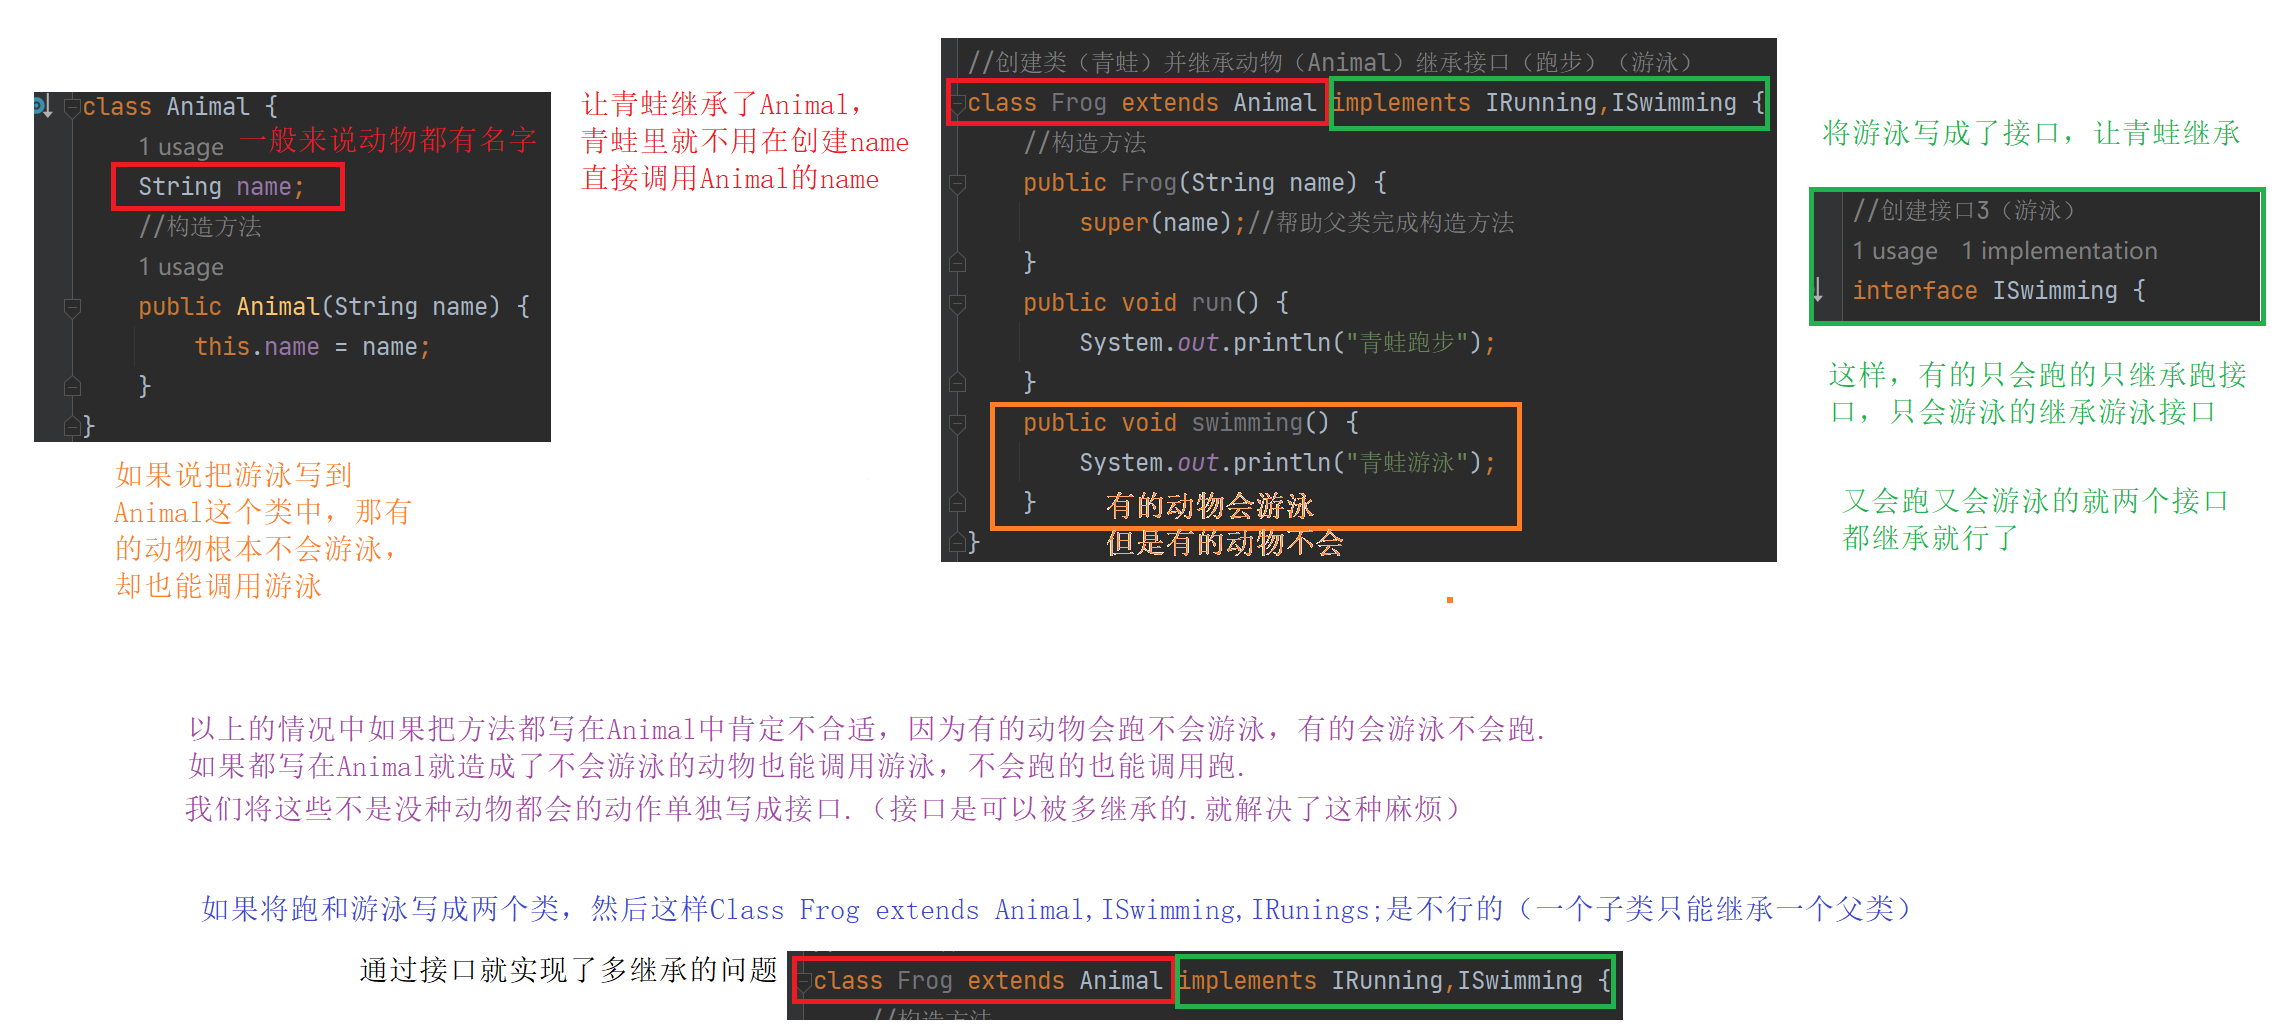 class Animal {
1 usage
一般来说动物都有名字
String name;
//构造方法
1 usage
public Animal(String name) {
this.name = name;
}
}
如果说把游泳写到
Animal这个类中，那有
的动物根本不会游泳，
却也能调用游泳
让青蛙继承了Animal，
青蛙里就不用在创建name
直接调用Animal的name
//创建类（青蛙）并继承动物（Animal）继承接口（跑步）（游泳）
class Frog extends Animal implements IRunning,ISwimming {
//构造方法
public Frog(String name) {
super(name);//帮助父类完成构造方法
}
public void run() {
System.out.println("青蛙跑步");
}
public void swimming() {
System.out.println("青蛙游泳");
}
有的动物会游泳
}
但是有的动物不会
将游泳写成了接口，让青蛙继承
//创建接口3（游泳）
1 usage 1 implementation
interface ISwimming {
这样，有的只会跑的只继承跑接
口，只会游泳的继承游泳接口
又会跑又会游泳的就两个接口
都继承就行了
以上的情况中如果把方法都写在Animal中肯定不合适，因为有的动物会跑不会游泳，有的会游泳不会跑.
如果都写在Animal就造成了不会游泳的动物也能调用游泳，不会跑的也能调用跑.
我们将这些不是没种动物都会的动作单独写成接口.（接口是可以被多继承的.就解决了这种麻烦）
如果将跑和游泳写成两个类，然后这样Class Frog extends Animal,ISwimming,IRunings;是不行的（一个子类只能继承一个父类）
通过接口就实现了多继承的问题
class Frog extends Animal implements IRunning,ISwimming {
//构造方法